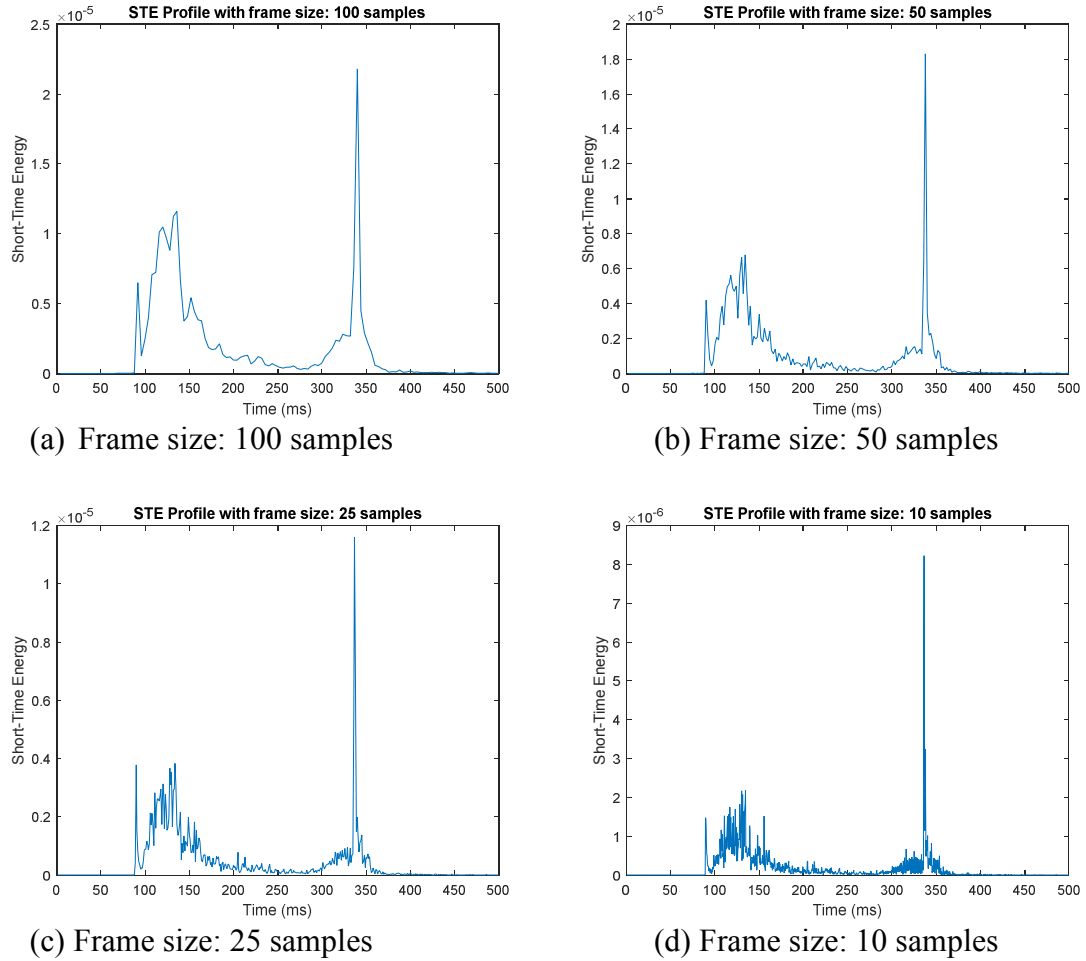 STE Profile with frame size: 100 samples
×10-5
2.5
2
1.5
1
0.5
0
Short-Time Energy
0 50 100 150 200 250 300 350 400 450 500
Time (ms)
(a) Frame size: 100 samples
STE Profile with frame size: 50 samples
×10-5
2
1.8
1.6
1.4
1.2
1
0.8
0.6
0.4
0.2
0
Short-Time Energy
0 50 100 150 200 250 300 350 400 450 500
Time (ms)
(b) Frame size: 50 samples
STE Profile with frame size: 25 samples
×10-5
1.2
1
0.8
0.6
0.4
0.2
0
Short-Time Energy
0 50 100 150 200 250 300 350 400 450 500
Time (ms)
(c) Frame size: 25 samples
STE Profile with frame size: 10 samples
×10-6
9
8
7
6
5
4
3
2
1
0
Short-Time Energy
0 50 100 150 200 250 300 350 400 450 500
Time (ms)
(d) Frame size: 10 samples